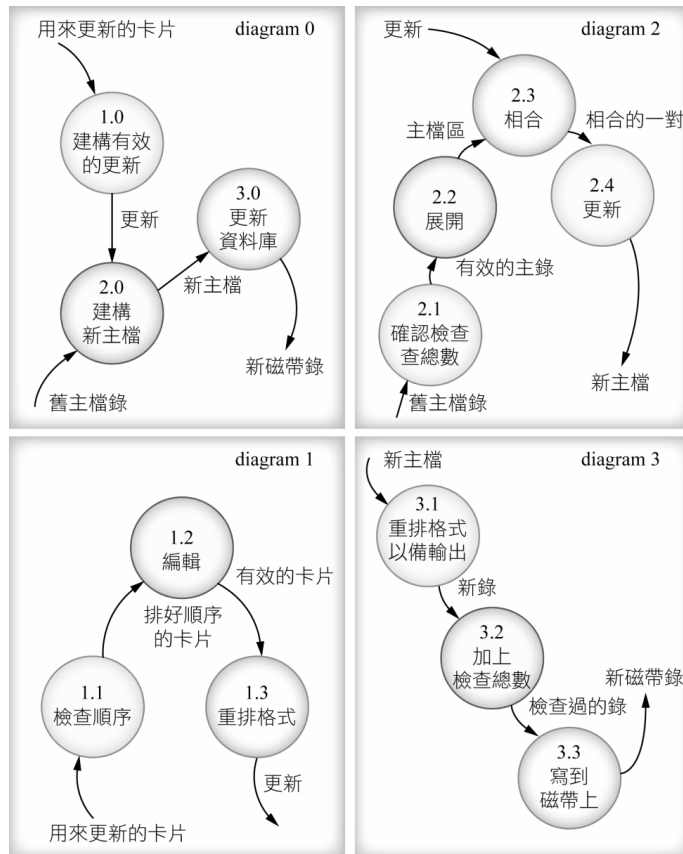 用來更新的卡片
diagram 0
1.0
建構有效
的更新
更新
3.0
更新
資料庫
新主檔
2.0
建構
新主檔
新磁帶錄
舊主檔錄
更新
diagram 2
2.3
相合
主檔區
相合的一對
2.2
展開
2.4
更新
有效的主錄
2.1
確認檢查
查總數
舊主檔錄
新主檔
diagram 1
1.2
編輯
有效的卡片
排好順序
的卡片
1.1
檢查順序
1.3
重排格式
更新
用來更新的卡片
新主檔
diagram 3
3.1
重排格式
以備輸出
新錄
3.2
加上
檢查總數
新磁帶錄
檢查過的錄
3.3
寫到
磁帶上